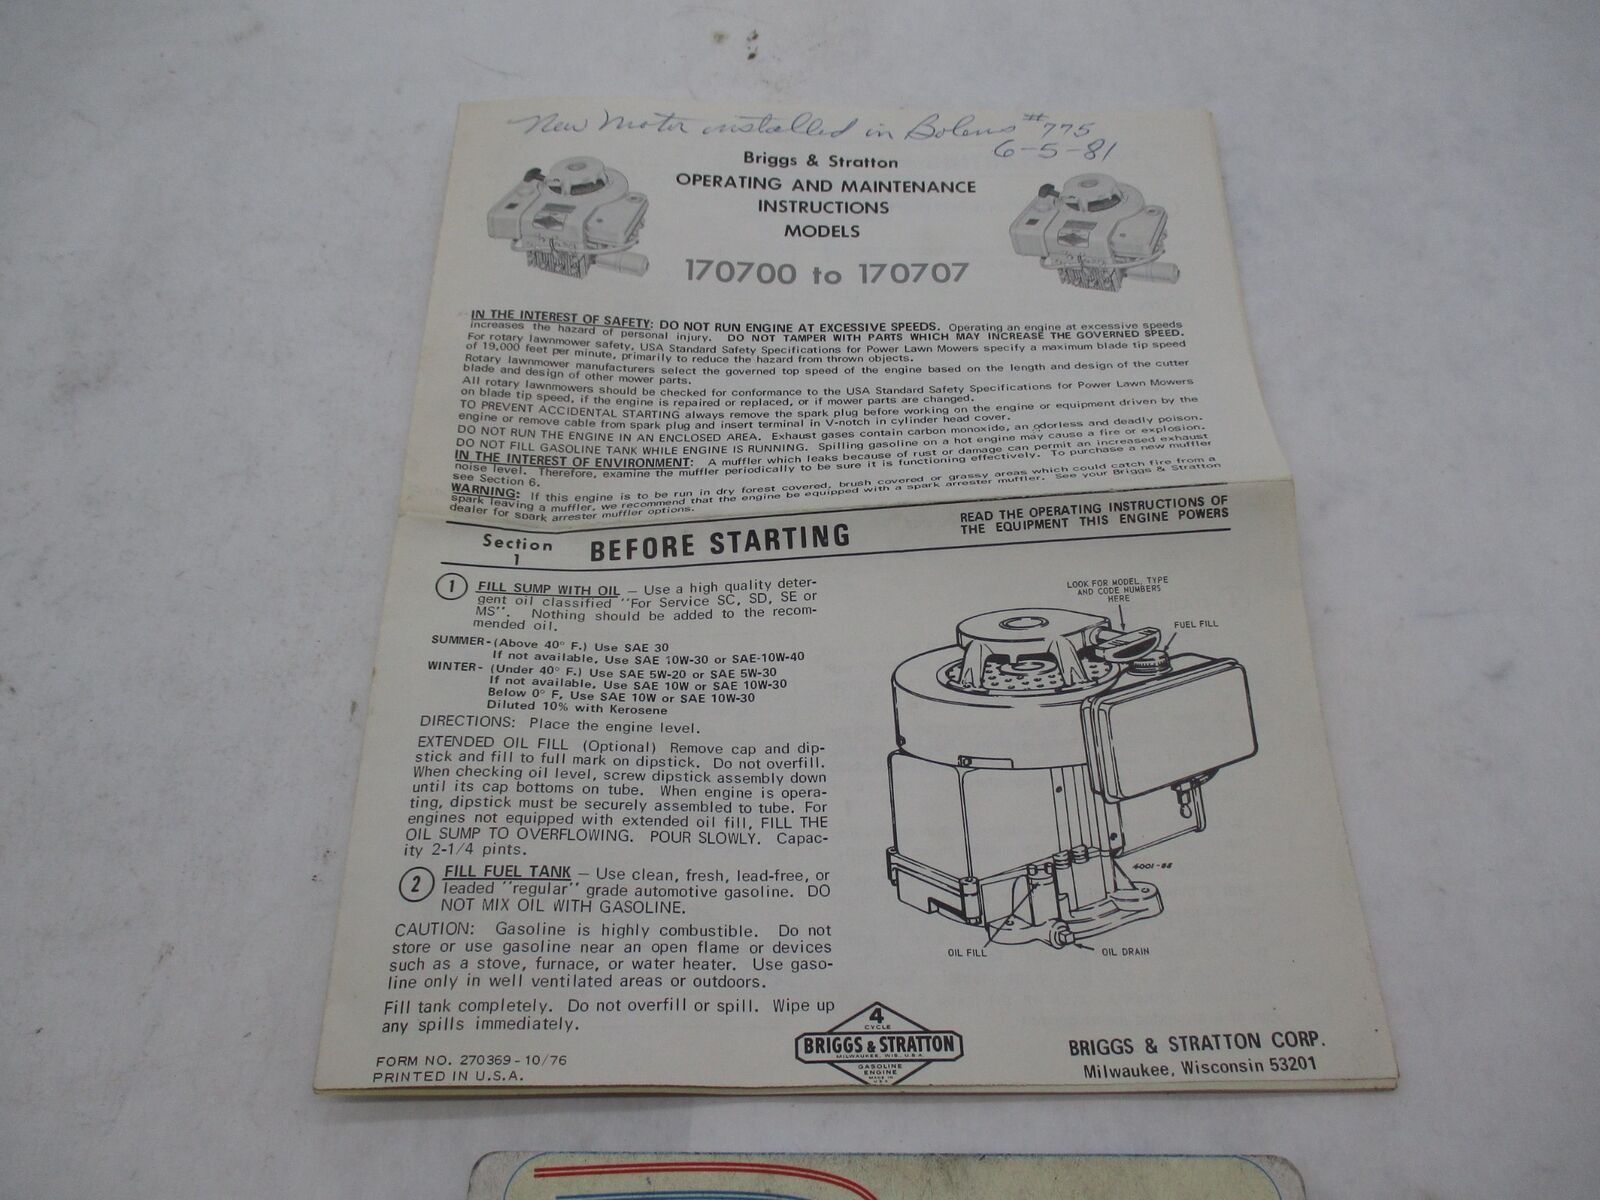 New Motor installed in Bolens #775
6-5-81
Briggs & Stratton
OPERATING AND MAINTENANCE
INSTRUCTIONS
MODELS
170700 to 170707
IN THE INTEREST OF SAFETY: DO NOT RUN ENGINE AT EXCESSIVE SPEEDS. Operating an engine at excessive speeds
increases the hazard of personal injury. DO NOT TAMPER WITH PARTS WHICH MAY INCREASE THE GOVERNED SPEED.
For rotary lawnmower safety, USA Standard Safety Specifications for Power Lawn Mowers specify a maximum blade tip speed
of 19,000 feet per minute, primarily to reduce the hazard from thrown objects.
Rotary lawnmower manufacturers select the governed top speed of the engine based on the length and design of the cutter
blade and design of other mower parts.
All rotary lawnmowers should be checked for conformance to the USA Standard Safety Specifications for Power Lawn Mowers
on blade tip speed, if the engine is repaired or replaced, or if mower parts are changed.
TO PREVENT ACCIDENTAL STARTING always remove the spark plug before working on the engine or equipment driven by the
engine or remove cable from spark plug and insert terminal in V-notch in cylinder head cover.
DO NOT RUN THE ENGINE IN AN ENCLOSED AREA. Exhaust gases contain carbon monoxide, an odorless and deadly poison.
DO NOT FILL GASOLINE TANK WHILE ENGINE IS RUNNING. Spilling gasoline on a hot engine may cause a fire or explosion.
IN THE INTEREST OF ENVIRONMENT: A muffler which leaks because of rust or damage can permit an increased exhaust
noise level. Therefore, examine the muffler periodically to be sure it is functioning effectively. To purchase a new muffler
see Section 6.
WARNING: If this engine is to be run in dry forest covered, brush covered or grassy areas which could catch fire from a
spark leaving a muffler, we recommend that the engine be equipped with a spark arrester muffler. See your Briggs & Stratton
dealer for spark arrester muffler options.
Section
1
BEFORE STARTING
READ THE OPERATING INSTRUCTIONS OF
THE EQUIPMENT THIS ENGINE POWERS
1 FILL SUMP WITH OIL – Use a high quality deter-
gent oil classified "For Service SC, SD, SE or
MS". Nothing should be added to the recom-
mended oil.
SUMMER- (Above 40° F.) Use SAE 30
If not available, Use SAE 10W-30 or SAE-10W-40
WINTER- (Under 40° F.) Use SAE 5W-20 or SAE 5W-30
If not available, Use SAE 10W or SAE 10W-30
Below 0° F, Use SAE 10W or SAE 10W-30
Diluted 10% with Kerosene
DIRECTIONS: Place the engine level.
EXTENDED OIL FILL (Optional) Remove cap and dip-
stick and fill to full mark on dipstick. Do not overfill.
When checking oil level, screw dipstick assembly down
until its cap bottoms on tube. When engine is opera-
ting, dipstick must be securely assembled to tube. For
engines not equipped with extended oil fill, FILL THE
OIL SUMP TO OVERFLOWING. POUR SLOWLY. Capac-
ity 2-1/4 pints.
2 FILL FUEL TANK – Use clean, fresh, lead-free, or
leaded "regular" grade automotive gasoline. DO
NOT MIX OIL WITH GASOLINE.
CAUTION: Gasoline is highly combustible. Do not
store or use gasoline near an open flame or devices
such as a stove, furnace, or water heater. Use gaso-
line only in well ventilated areas or outdoors.
Fill tank completely. Do not overfill or spill. Wipe up
any spills immediately.
FORM NO. 270369 - 10/76
PRINTED IN U.S.A.
LOOK FOR MODEL, TYPE
AND CODE NUMBERS
HERE
FUEL FILL
4001-88
OIL FILL
OIL DRAIN
4
CYCLE
BRIGGS & STRATTON
MILWAUKEE, WIS. U.S.A.
GASOLINE
ENGINE
MADE IN
U.S.A.
BRIGGS & STRATTON CORP.
Milwaukee, Wisconsin 53201